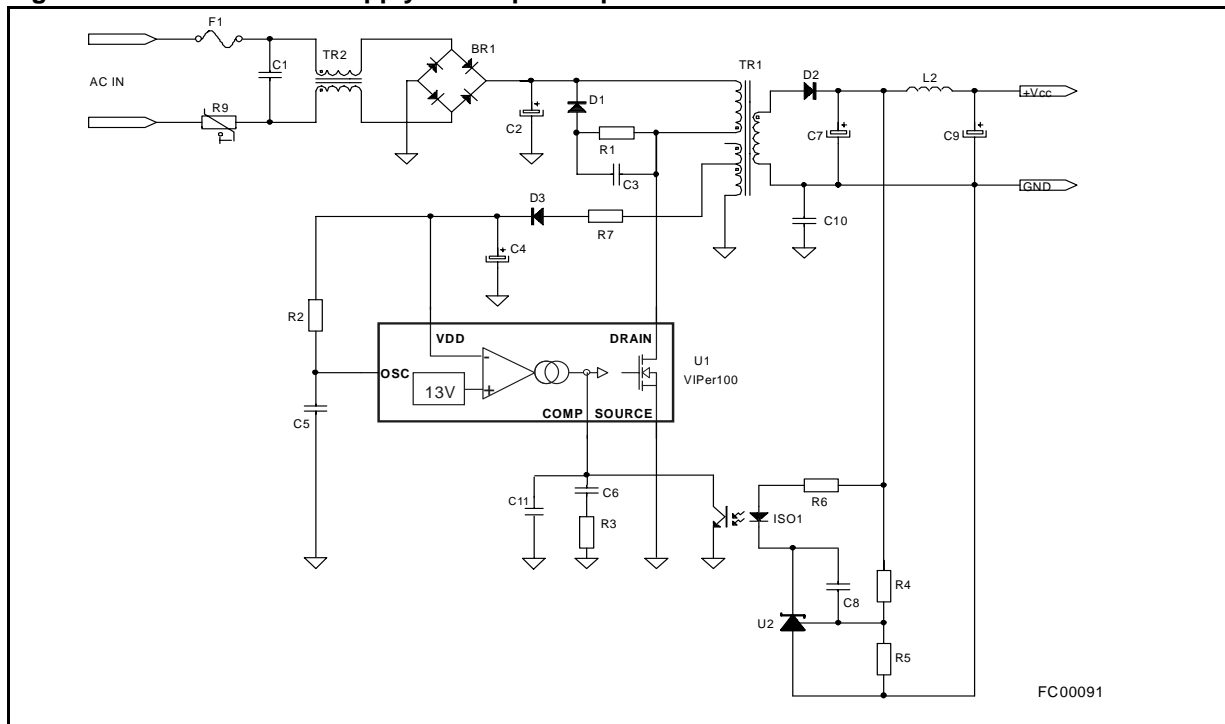 F1
TR2
BR1
TR1
D2
L2
+Vcc
AC IN
C1
D1
R9
T°
C2
R1
C7
C9
C3
GND
D3
R7
C10
C4
R2
VDD
DRAIN
U1
VIPer100
OSC
-
13V
+
COMP SOURCE
C5
C11
C6
R6
ISO1
R3
R4
C8
U2
R5
FC00091